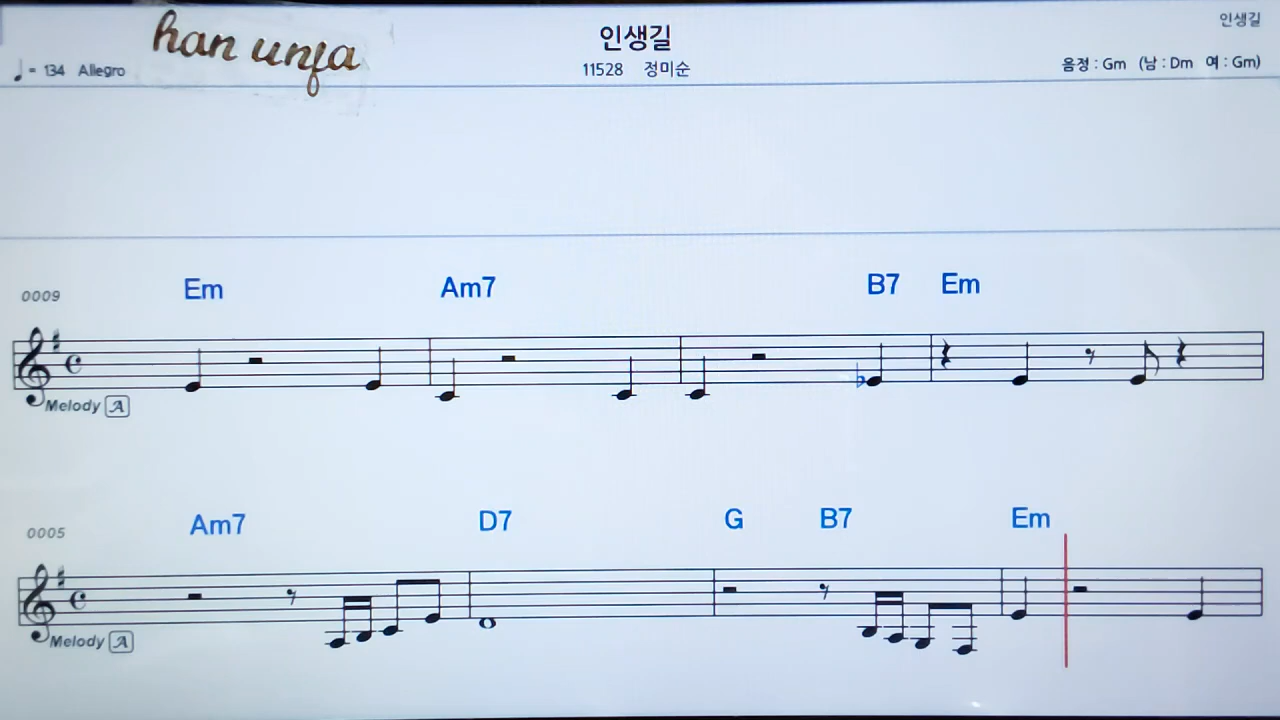 han unfa
인생길
인생길
♩= 134 Allegro
11528 정미순
음정 : Gm (남 : Dm 여 : Gm)
0009 Em Am7 B7 Em
Melody A
0005 Am7 D7 G B7 Em
Melody A